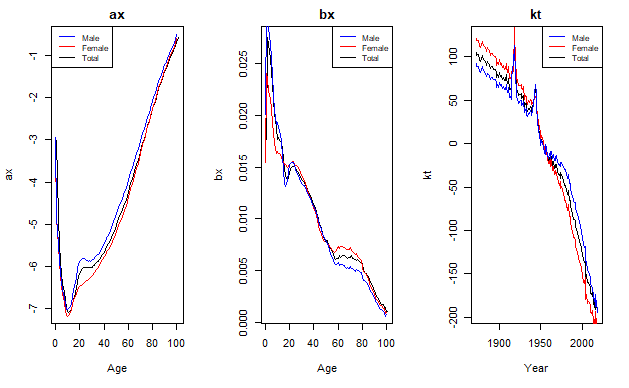 ax
bx
kt
Male
Female
Total
Male
Female
Total
Male
Female
Total
ax
-1
-2
-3
-4
-5
-6
-7
0 20 40 60 80 100
Age
bx
0.025
0.020
0.015
0.010
0.005
0.000
0 20 40 60 80 100
Age
kt
100
50
0
-50
-100
-150
-200
1900 1950 2000
Year